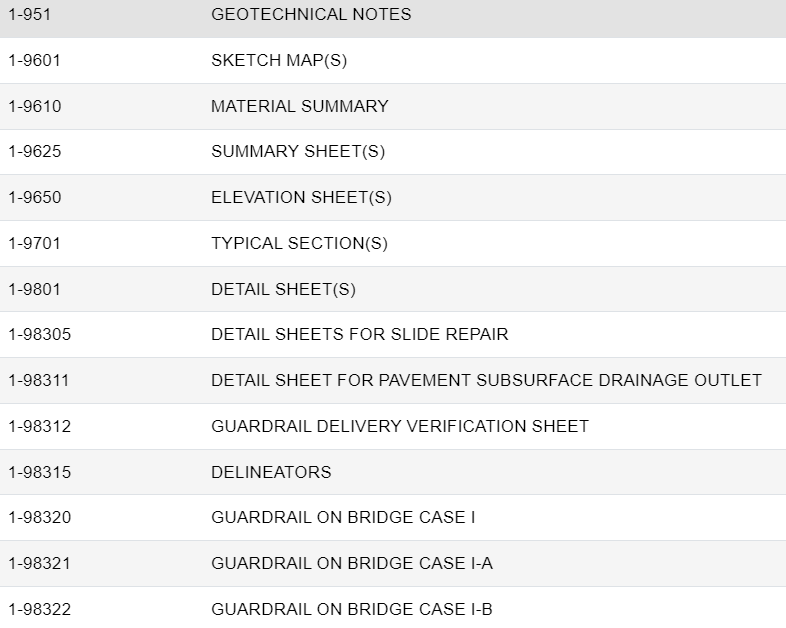 1-951 GEOTECHNICAL NOTES
1-9601 SKETCH MAP(S)
1-9610 MATERIAL SUMMARY
1-9625 SUMMARY SHEET(S)
1-9650 ELEVATION SHEET(S)
1-9701 TYPICAL SECTION(S)
1-9801 DETAIL SHEET(S)
1-98305 DETAIL SHEETS FOR SLIDE REPAIR
1-98311 DETAIL SHEET FOR PAVEMENT SUBSURFACE DRAINAGE OUTLET
1-98312 GUARDRAIL DELIVERY VERIFICATION SHEET
1-98315 DELINEATORS
1-98320 GUARDRAIL ON BRIDGE CASE I
1-98321 GUARDRAIL ON BRIDGE CASE I-A
1-98322 GUARDRAIL ON BRIDGE CASE I-B